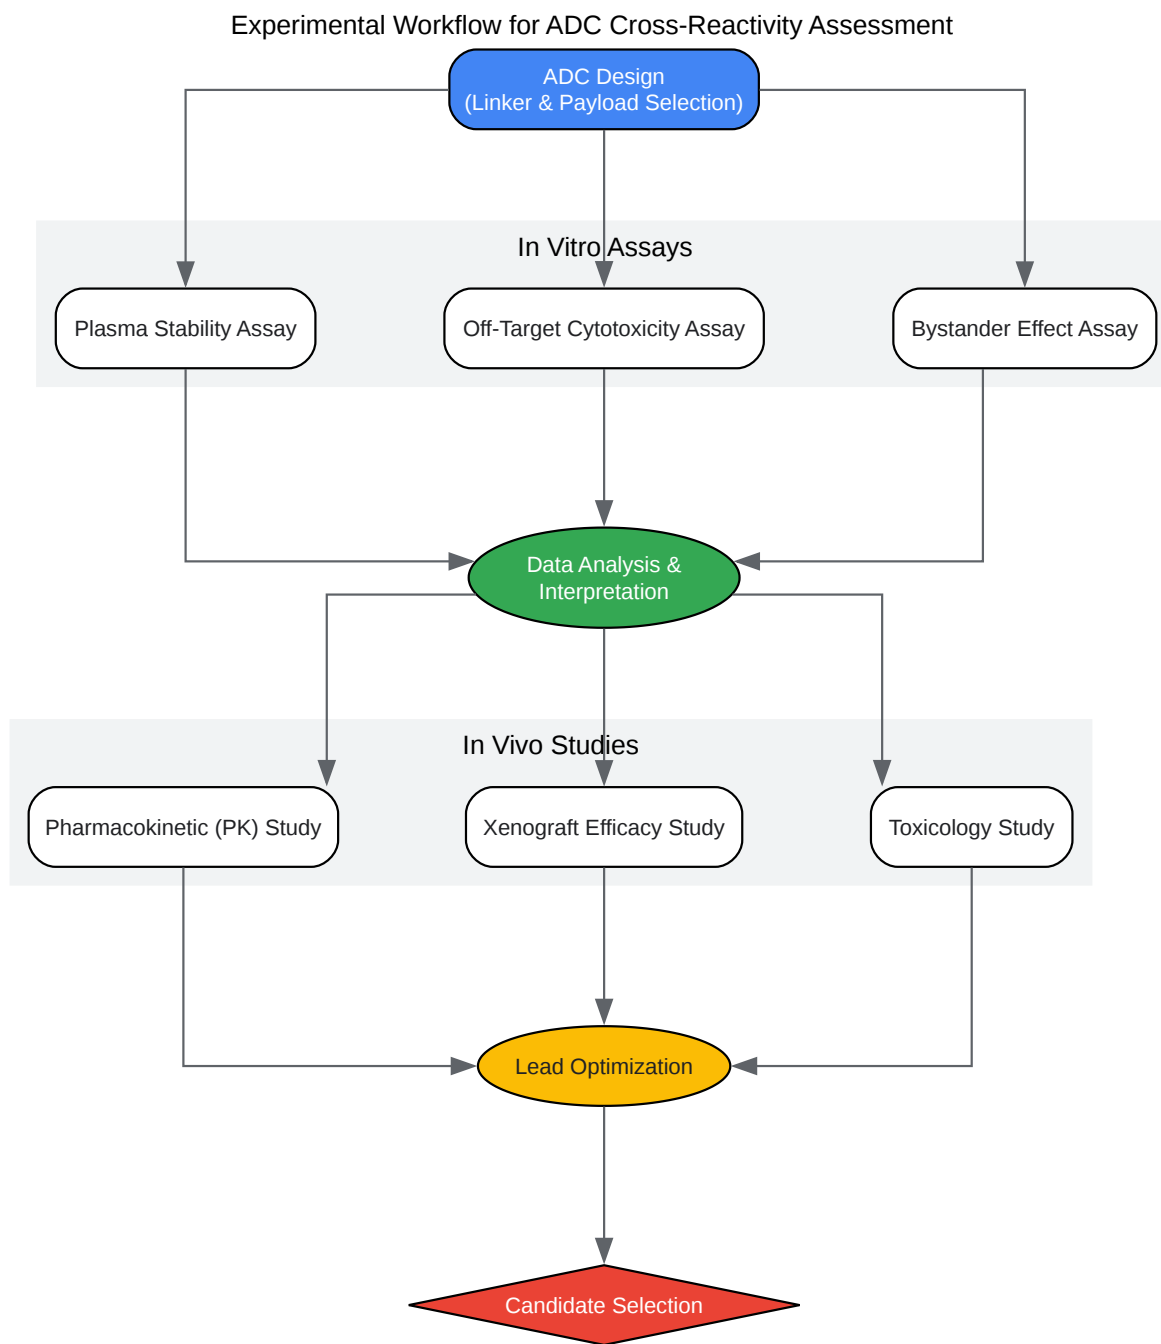 Experimental Workflow for ADC Cross-Reactivity Assessment
ADC Design
(Linker & Payload Selection)
In Vitro Assays
Plasma Stability Assay
Off-Target Cytotoxicity Assay
Bystander Effect Assay
Data Analysis &
Interpretation
In Vivo Studies
Pharmacokinetic (PK) Study
Xenograft Efficacy Study
Toxicology Study
Lead Optimization
Candidate Selection